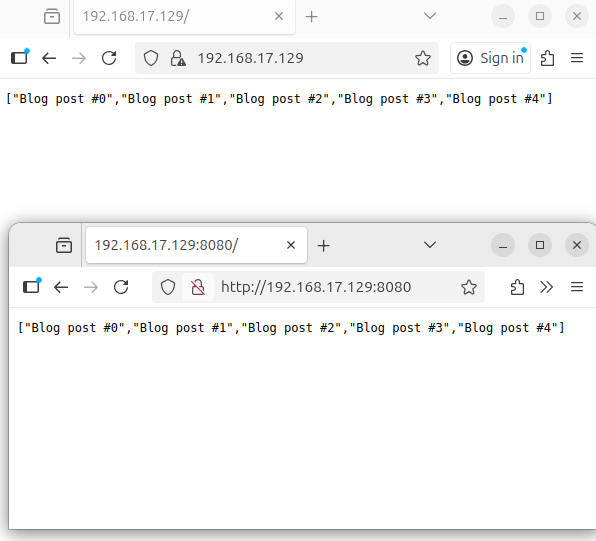 192.168.17.129/
192.168.17.129
Sign in
["Blog post #0","Blog post #1","Blog post #2","Blog post #3","Blog post #4"]
192.168.17.129:8080/
http://192.168.17.129:8080
["Blog post #0","Blog post #1","Blog post #2","Blog post #3","Blog post #4"]